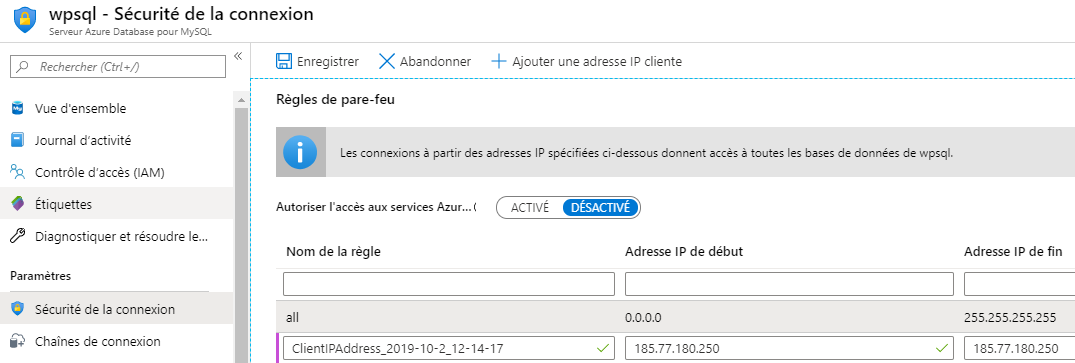 wpsql - Sécurité de la connexion
Serveur Azure Database pour MySQL
Rechercher (Ctrl+/)
«
Vue d'ensemble
Journal d'activité
Contrôle d'accès (IAM)
Étiquettes
Diagnostiquer et résoudre le...
Paramètres
Sécurité de la connexion
Chaînes de connexion
Enregistrer
Abandonner
Ajouter une adresse IP cliente
Règles de pare-feu
Les connexions à partir des adresses IP spécifiées ci-dessous donnent accès à toutes les bases de données de wpsql.
Autoriser l'accès aux services Azur... ( ACTIVÉ DÉSACTIVÉ
Nom de la règle Adresse IP de début Adresse IP de fin
all 0.0.0.0 255.255.255.255
ClientIPAddress_2019-10-2_12-14-17 185.77.180.250 185.77.180.250